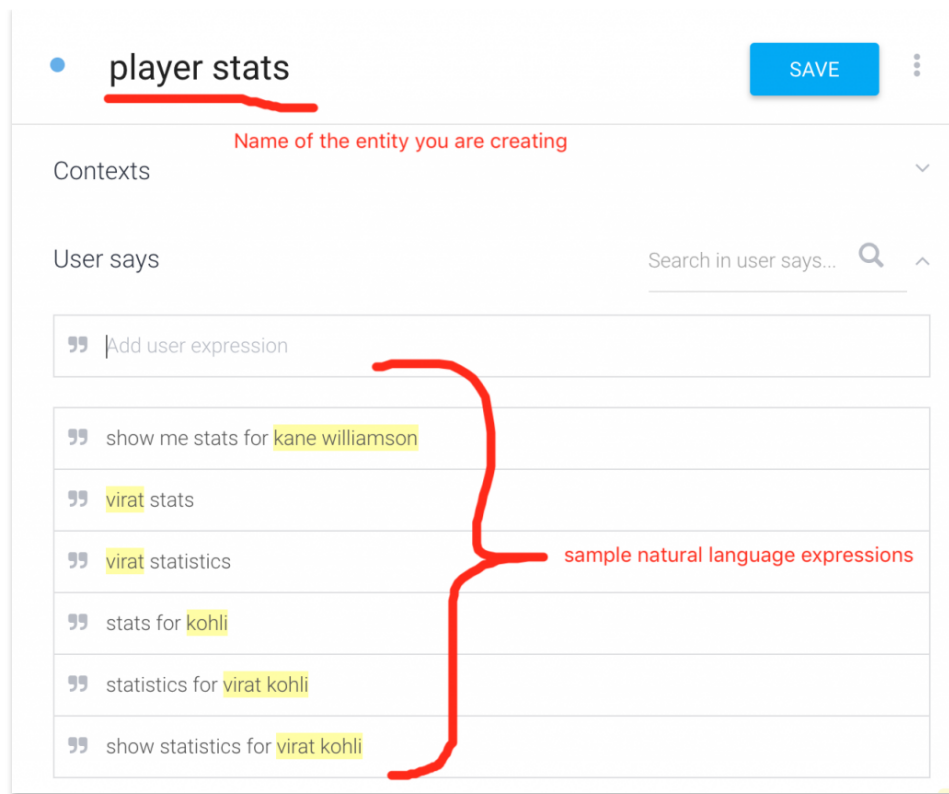 player stats
SAVE
Name of the entity you are creating
Contexts
User says
Search in user says...
Add user expression
show me stats for kane williamson
virat stats
virat statistics
sample natural language expressions
stats for kohli
statistics for virat kohli
show statistics for virat kohli